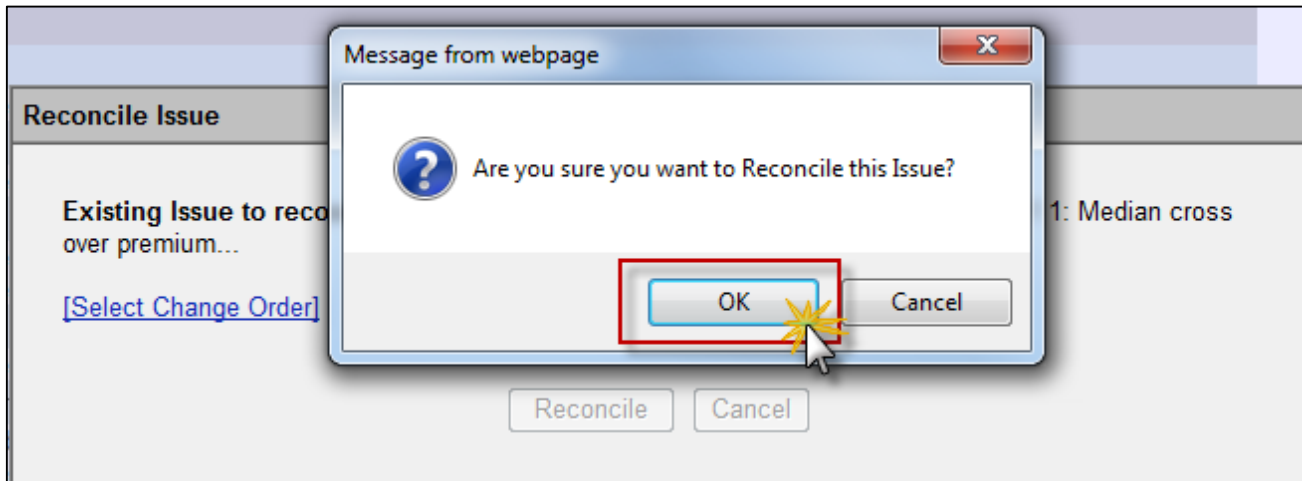 Message from webpage
Reconcile Issue
Are you sure you want to Reconcile this Issue?
Existing Issue to reco 1: Median cross
over premium...
[Select Change Order]
OK Cancel
Reconcile Cancel